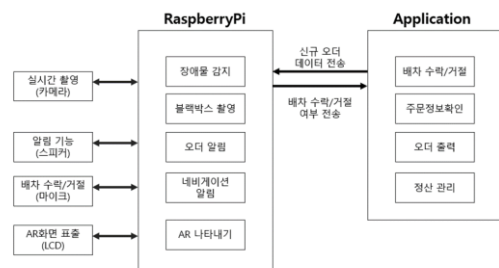 RaspberryPi
Application
실시간 촬영
(카메라)
알림 기능
(스피커)
배차 수락/거절
(마이크)
AR화면 표출
(LCD)
장애물 감지
블랙박스 촬영
오더 알림
네비게이션
알림
AR 나타내기
신규 오더
데이터 전송
배차 수락/거절
여부 전송
배차 수락/거절
주문정보확인
오더 출력
정산 관리